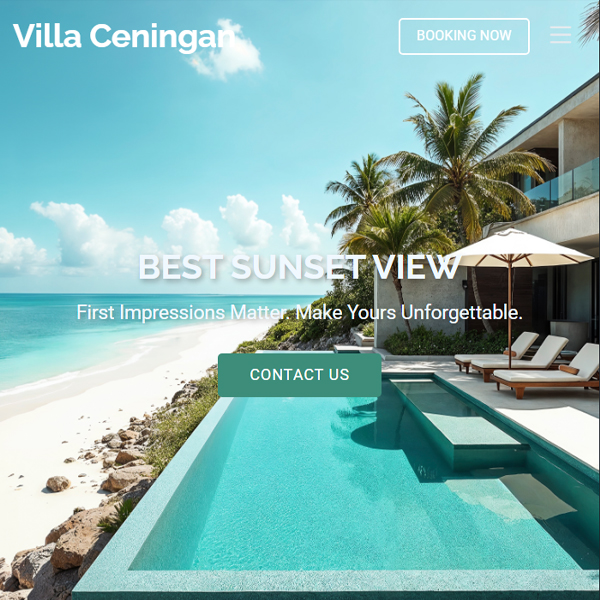 Villa Ceningan
BOOKING NOW
BEST SUNSET VIEW
First Impressions Matter. Make Yours Unforgettable.
CONTACT US